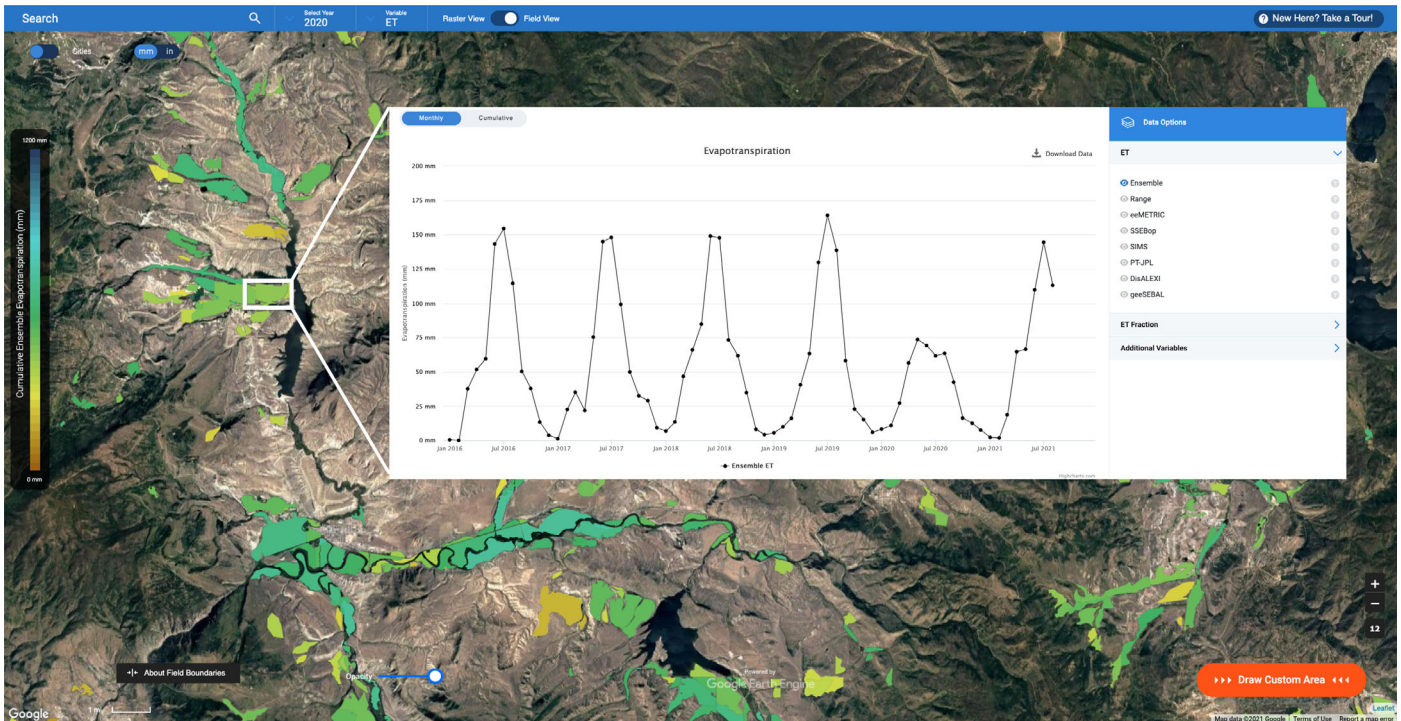 Search
Select Year
2020
Variable
ET
Raster View
Field View
New Here? Take a Tour!
Cities
mm in
1200 mm
Cumulative Ensemble Evapotranspiration (mm)
0 mm
Monthly
Cumulative
Evapotranspiration
Download Data
200 mm
175 mm
150 mm
125 mm
100 mm
75 mm
50 mm
25 mm
0 mm
Evapotranspiration (mm)
Jan 2016
Jul 2016
Jan 2017
Jul 2017
Jan 2018
Jul 2018
Jan 2019
Jul 2019
Jan 2020
Jul 2020
Jan 2021
Jul 2021
Ensemble ET
Highcharts.com
Data Options
ET
Ensemble
Range
eeMETRIC
SSEBop
SIMS
PT-JPL
DisALEXI
geeSEBAL
ET Fraction
Additional Variables
+
−
12
About Field Boundaries
Opacity
Powered by
Google Earth Engine
Draw Custom Area
Leaflet
Google
Map data ©2021 Google
Terms of Use
Report a map error